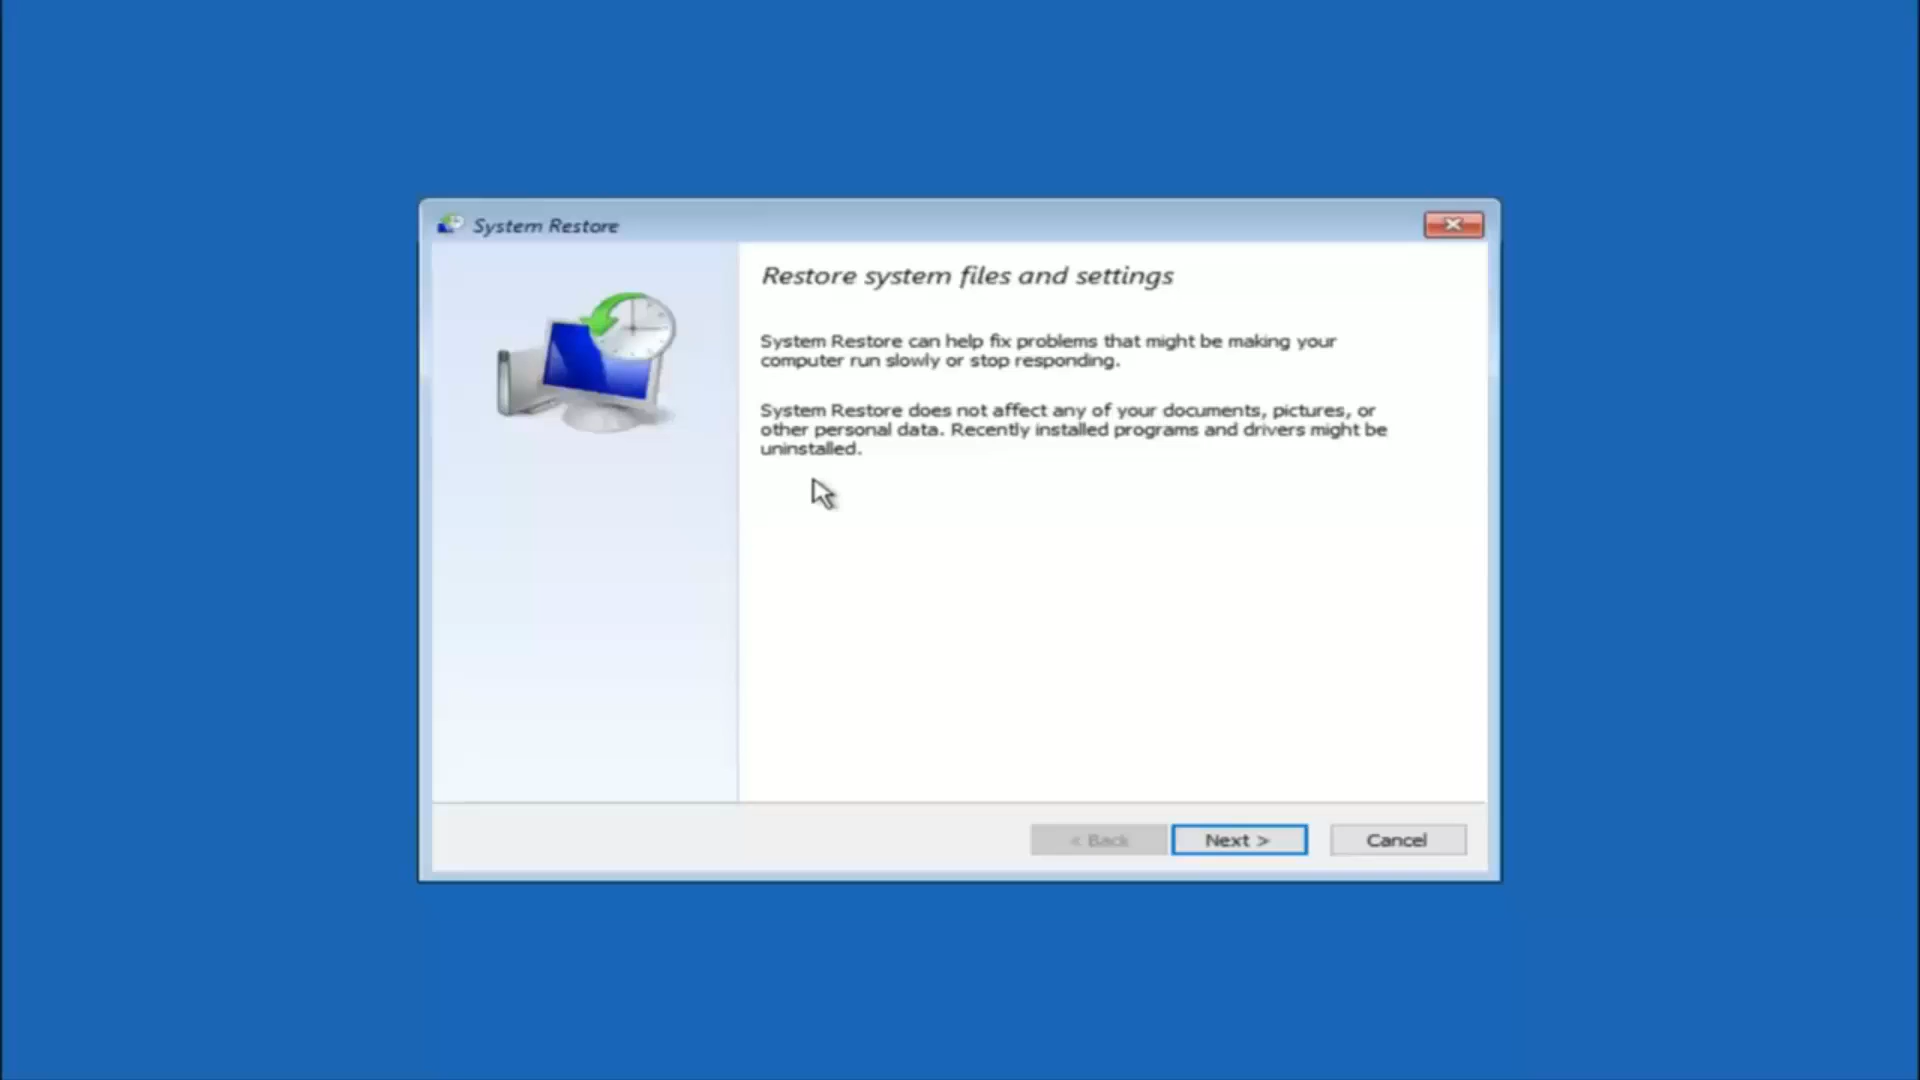 System Restore
Restore system files and settings
System Restore can help fix problems that might be making your
computer run slowly or stop responding.
System Restore does not affect any of your documents, pictures, or
other personal data. Recently installed programs and drivers might be
uninstalled.
< Back
Next >
Cancel